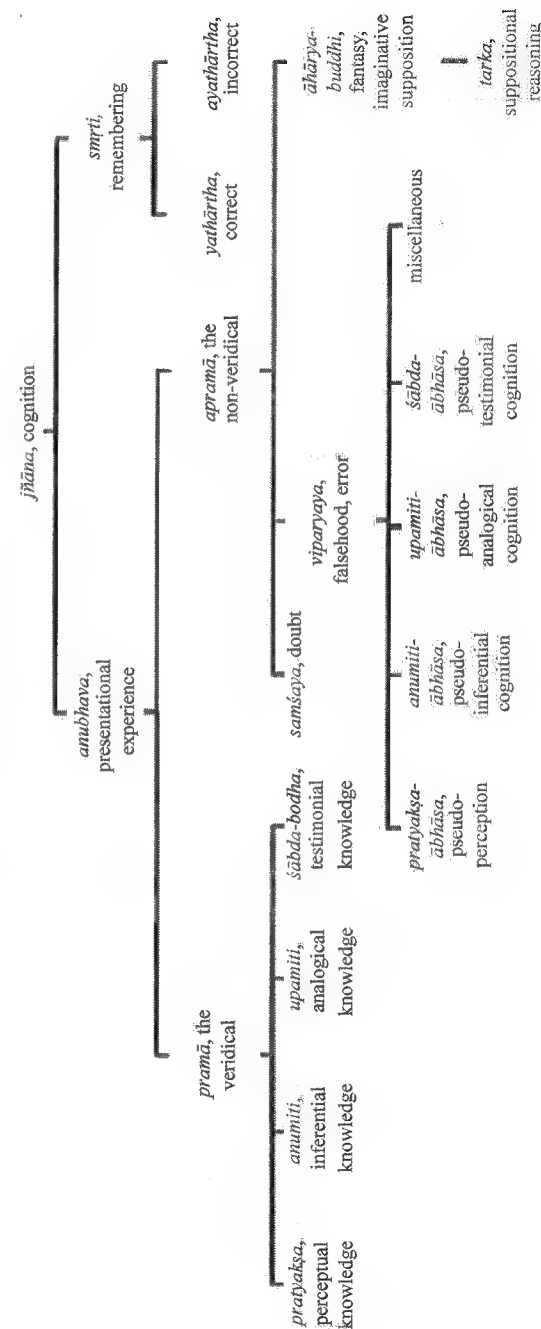 jñāna, cognition
anubhava,
presentational
experience
smṛti,
remembering
pramā, the
veridical
apramā, the
non-veridical
yathārtha,
correct
ayathārtha,
incorrect
pratyakṣa,
perceptual
knowledge
anumiti,
inferential
knowledge
upamiti,
analogical
knowledge
śābda-bodha,
testimonial
knowledge
saṃśaya, doubt
viparyaya,
falsehood, error
āhārya-
buddhi,
fantasy,
imaginative
supposition
pratyakṣa-
ābhāsa,
pseudo-
perception
anumiti-
ābhāsa,
pseudo-
inferential
cognition
upamiti-
ābhāsa,
pseudo-
analogical
cognition
śābda-
ābhāsa,
pseudo-
testimonial
cognition
miscellaneous
tarka,
suppositional
reasoning